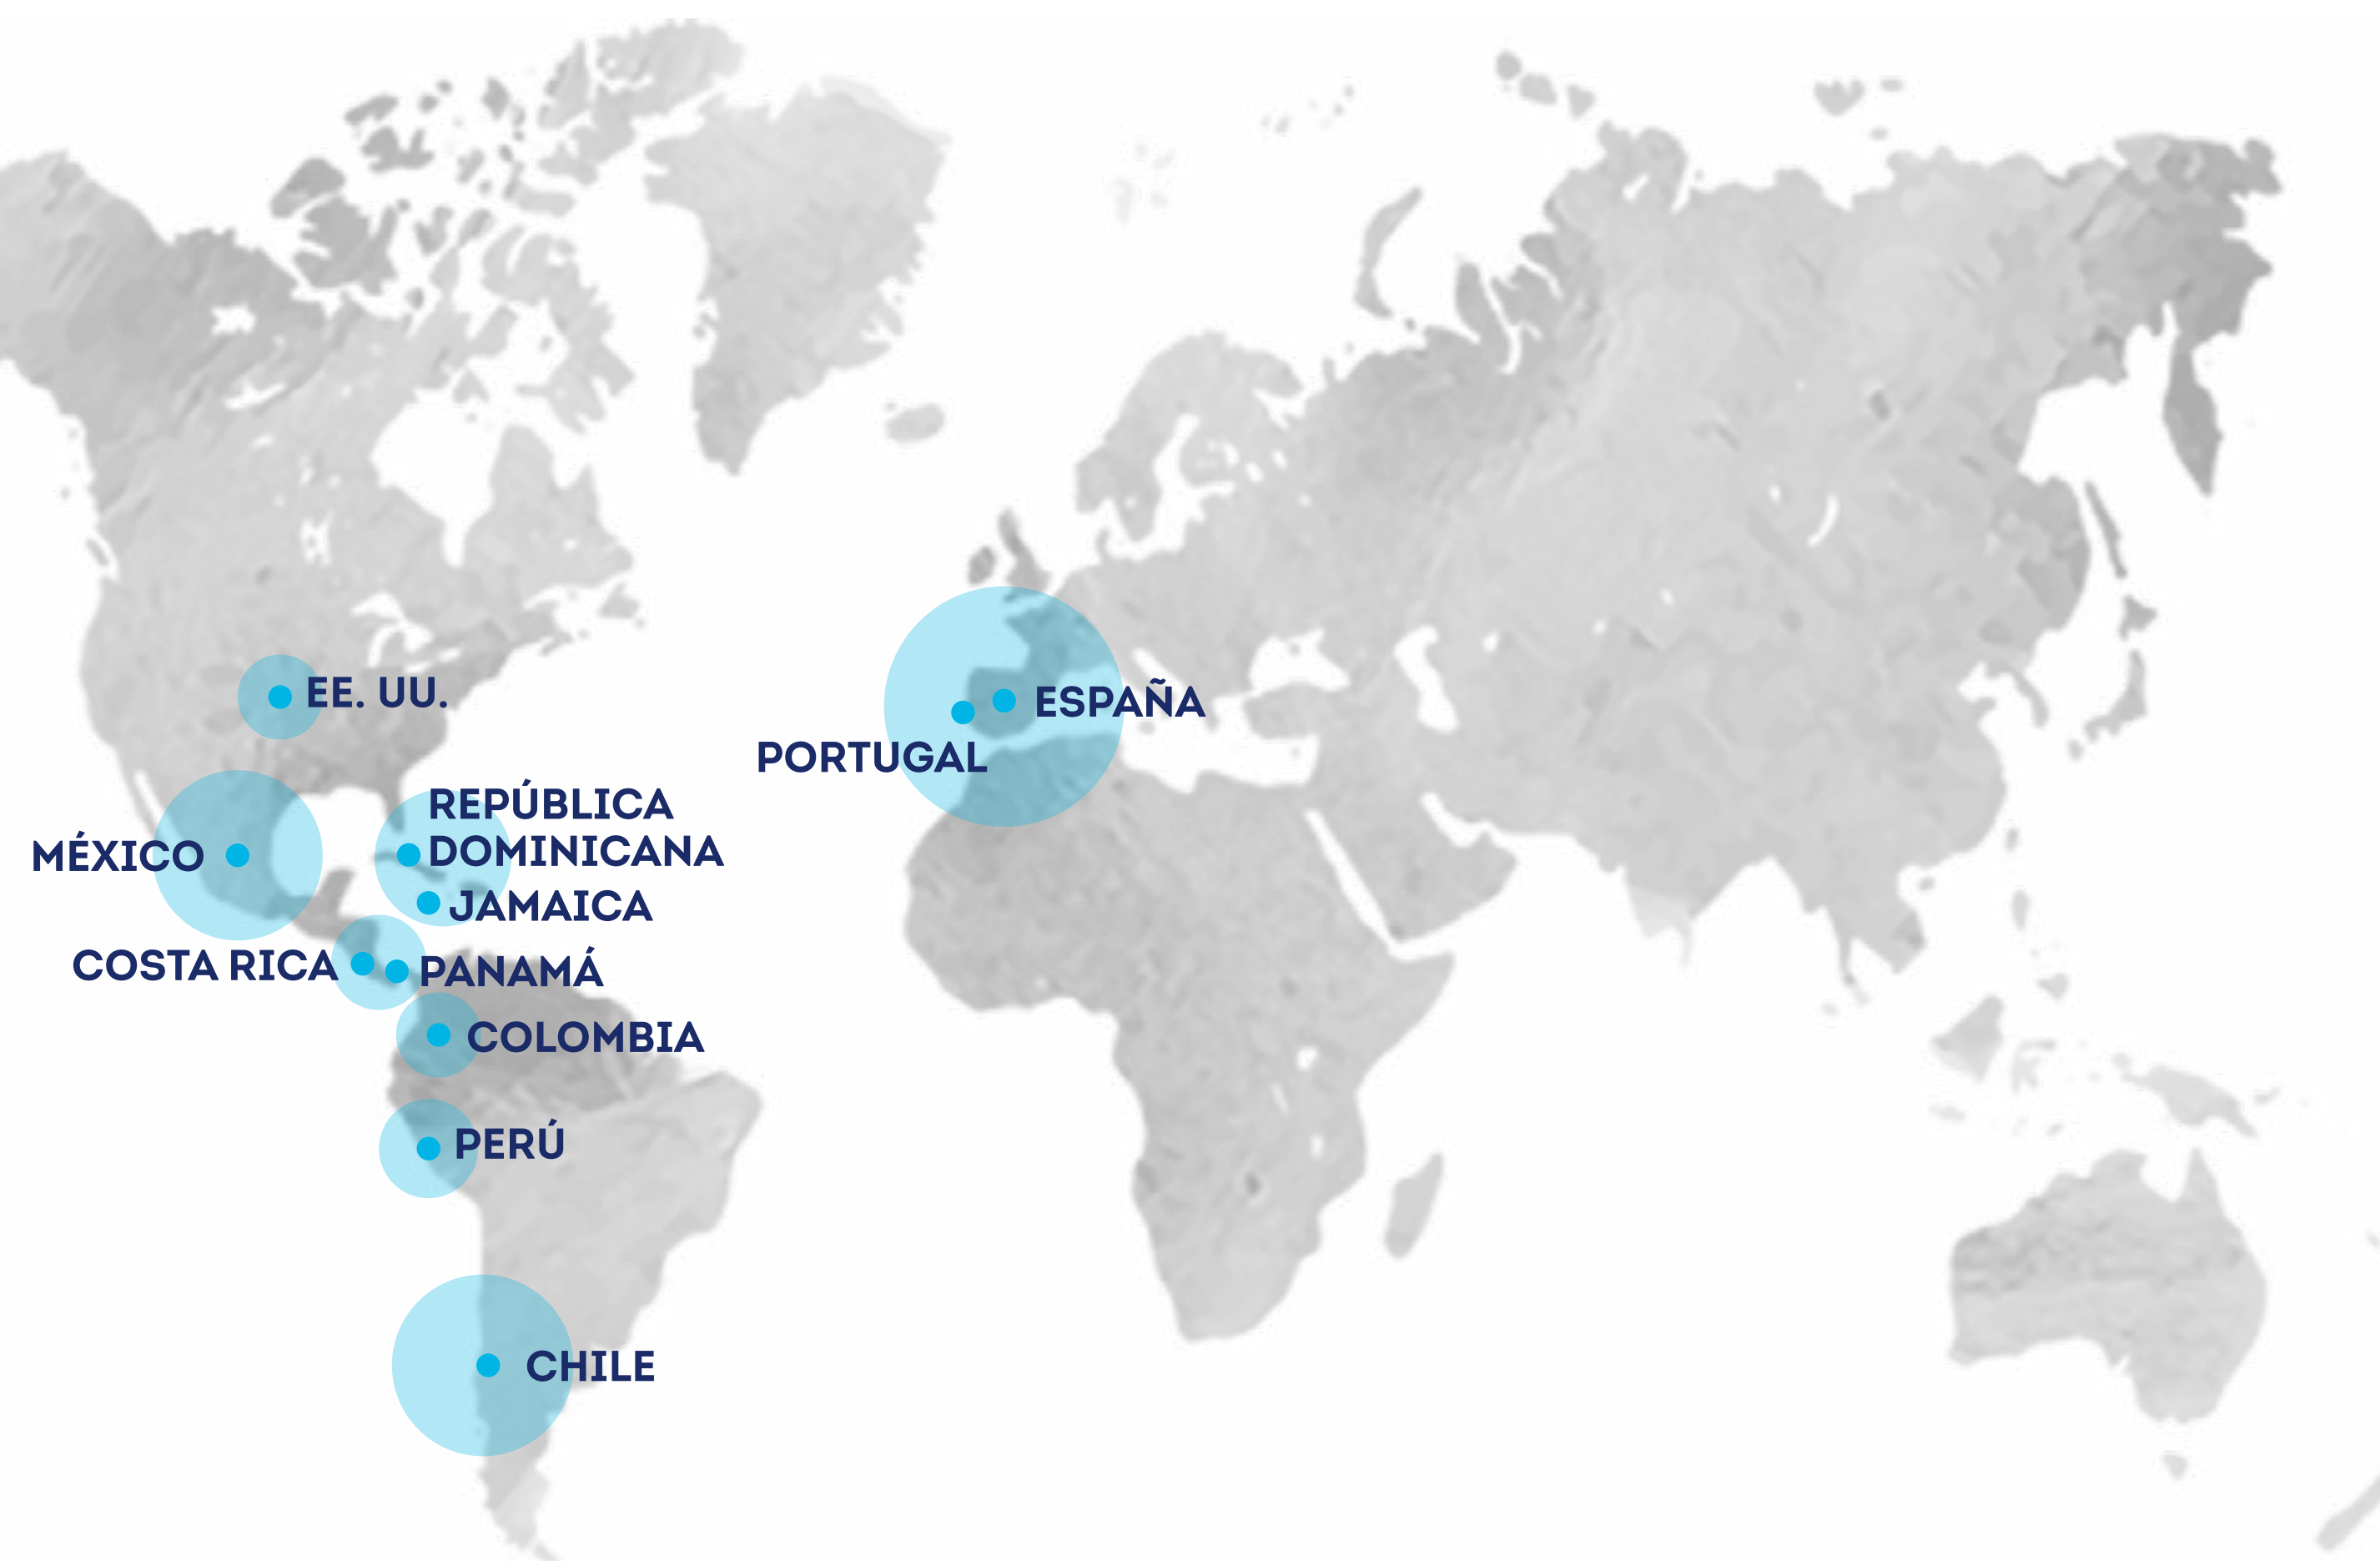 EE. UU.
ESPAÑA
PORTUGAL
REPÚBLICA
DOMINICANA
MÉXICO
JAMAICA
COSTA RICA
PANAMÁ
COLOMBIA
PERÚ
CHILE